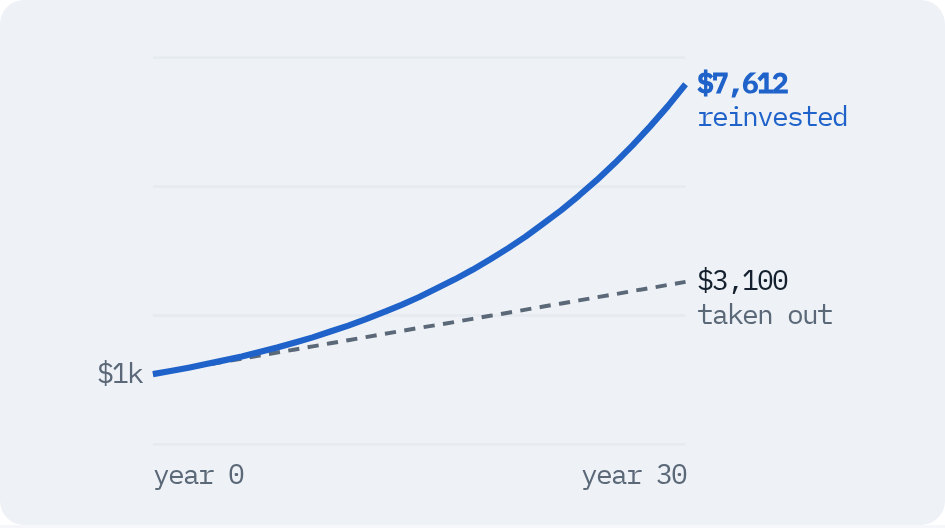 $7,612
reinvested
$3,100
taken out
$1k
year 0
year 30